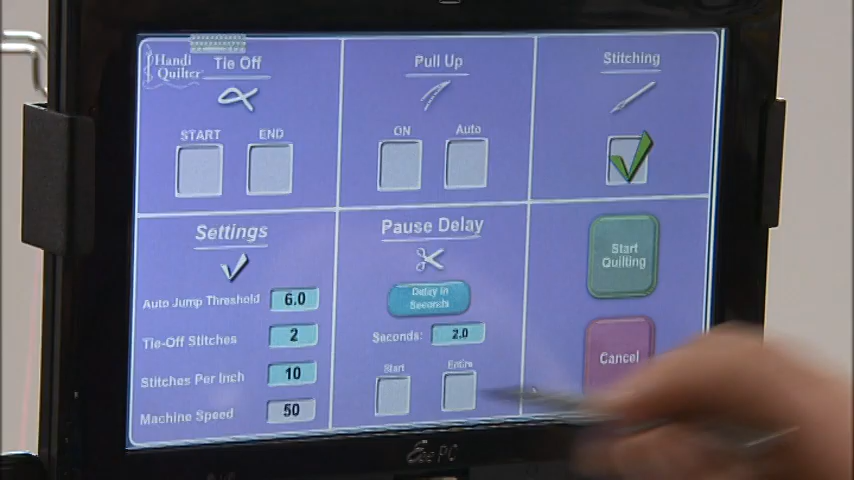 Handi
Quilter
Tie Off
START
END
Pull Up
ON
Auto
Stitching
Settings
Auto Jump Threshold 6.0
Tie-Off Stitches 2
Stitches Per Inch 10
Machine Speed 50
Pause Delay
Delay in
Seconds
Seconds: 2.0
Start
Entire
Start
Quilting
Cancel
Eee PC